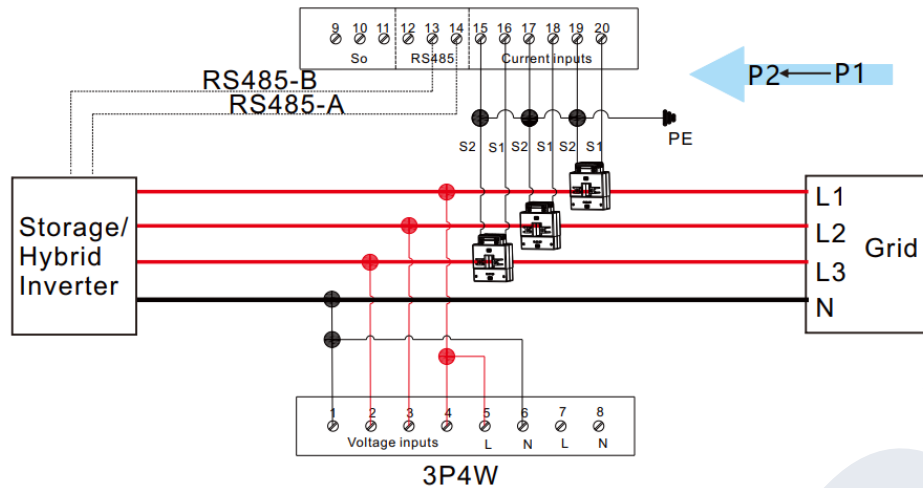 9 10 11 12 13 14 15 16 17 18 19 20
So RS485 Current inputs
RS485-B
RS485-A
P2 P1
PE
S2 S1 S2 S1 S2 S1
Storage/
Hybrid
Inverter
L1
L2
L3
N
Grid
1 2 3 4 5 6 7 8
Voltage inputs L N L N
3P4W